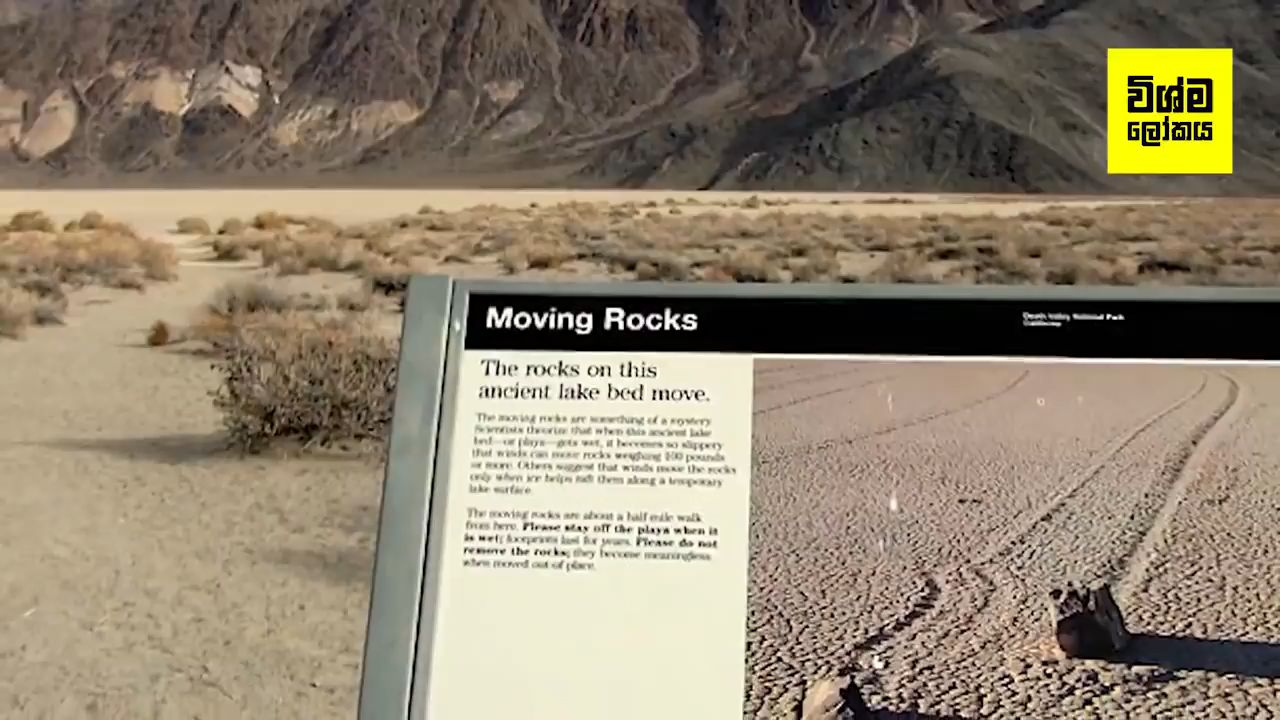 විශ්ම
ලෝකය
Moving Rocks
Death Valley National Park
California
The rocks on this
ancient lake bed move.
The moving rocks are something of a mystery.
Scientists theorize that when this ancient lake
bed—or playa—gets wet, it becomes so slippery
that winds can move rocks weighing 100 pounds
or more. Others suggest that winds move the rocks
only when ice helps raft them along a temporary
lake surface.
The moving rocks are about a half mile walk
from here. Please stay off the playa when it
is wet; footprints last for years. Please do not
remove the rocks; they become meaningless
when moved out of place.